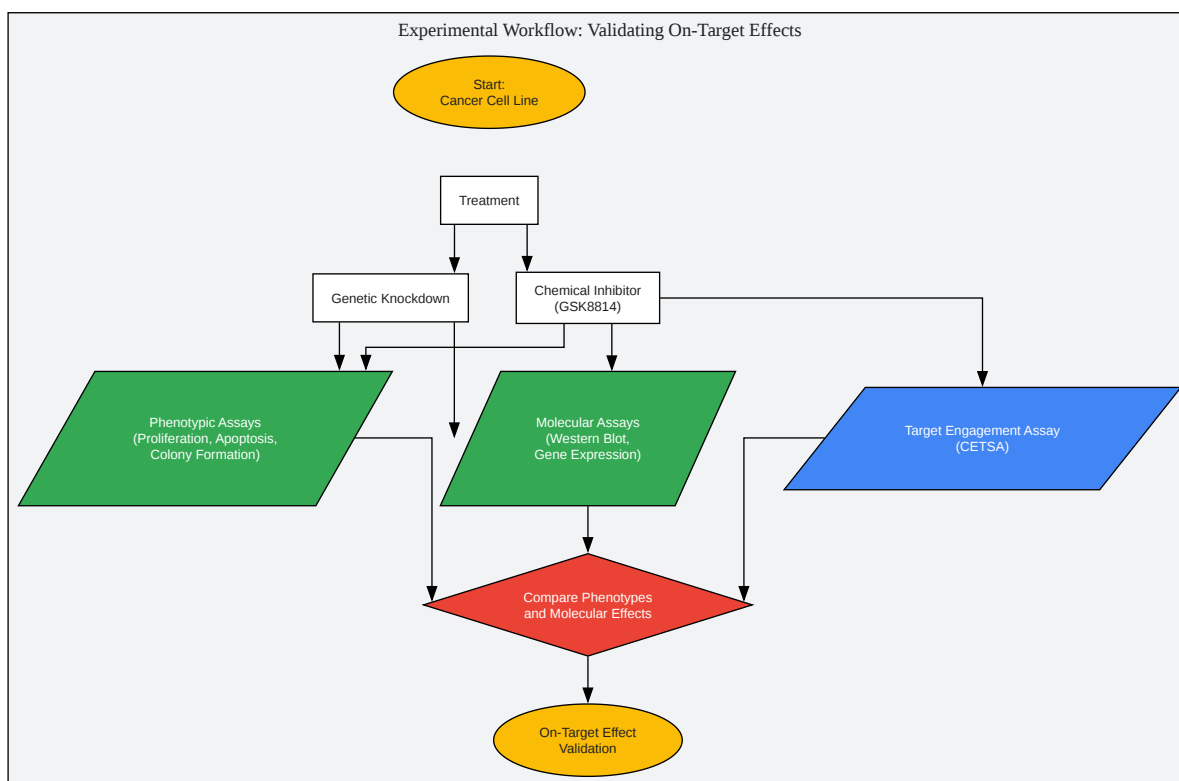 Experimental Workflow: Validating On-Target Effects
Start:
Cancer Cell Line
Treatment
Genetic Knockdown
Chemical Inhibitor
(GSK8814)
Phenotypic Assays
(Proliferation, Apoptosis,
Colony Formation)
Molecular Assays
(Western Blot,
Gene Expression)
Target Engagement Assay
(CETSA)
Compare Phenotypes
and Molecular Effects
On-Target Effect
Validation